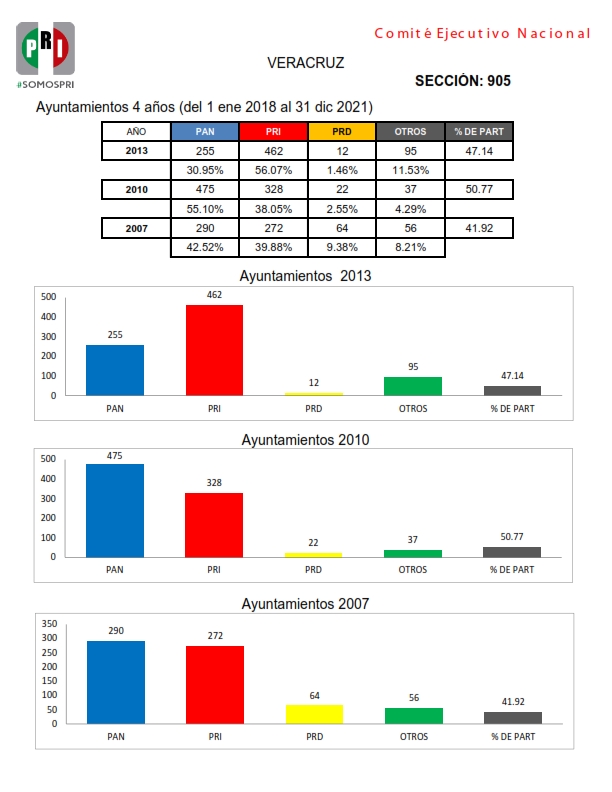 Comité Ejecutivo Nacional
PRI
#SOMOSPRI
VERACRUZ
SECCIÓN: 905
Ayuntamientos 4 años (del 1 ene 2018 al 31 dic 2021)
AÑO PAN PRI PRD OTROS % DE PART
2013 255 462 12 95 47.14
30.95% 56.07% 1.46% 11.53%
2010 475 328 22 37 50.77
55.10% 38.05% 2.55% 4.29%
2007 290 272 64 56 41.92
42.52% 39.88% 9.38% 8.21%
Ayuntamientos 2013
500
400
300
200
100
0
255 462 12 95 47.14
PAN PRI PRD OTROS % DE PART
Ayuntamientos 2010
500
400
300
200
100
0
475 328 22 37 50.77
PAN PRI PRD OTROS % DE PART
Ayuntamientos 2007
350
300
250
200
150
100
50
0
290 272 64 56 41.92
PAN PRI PRD OTROS % DE PART